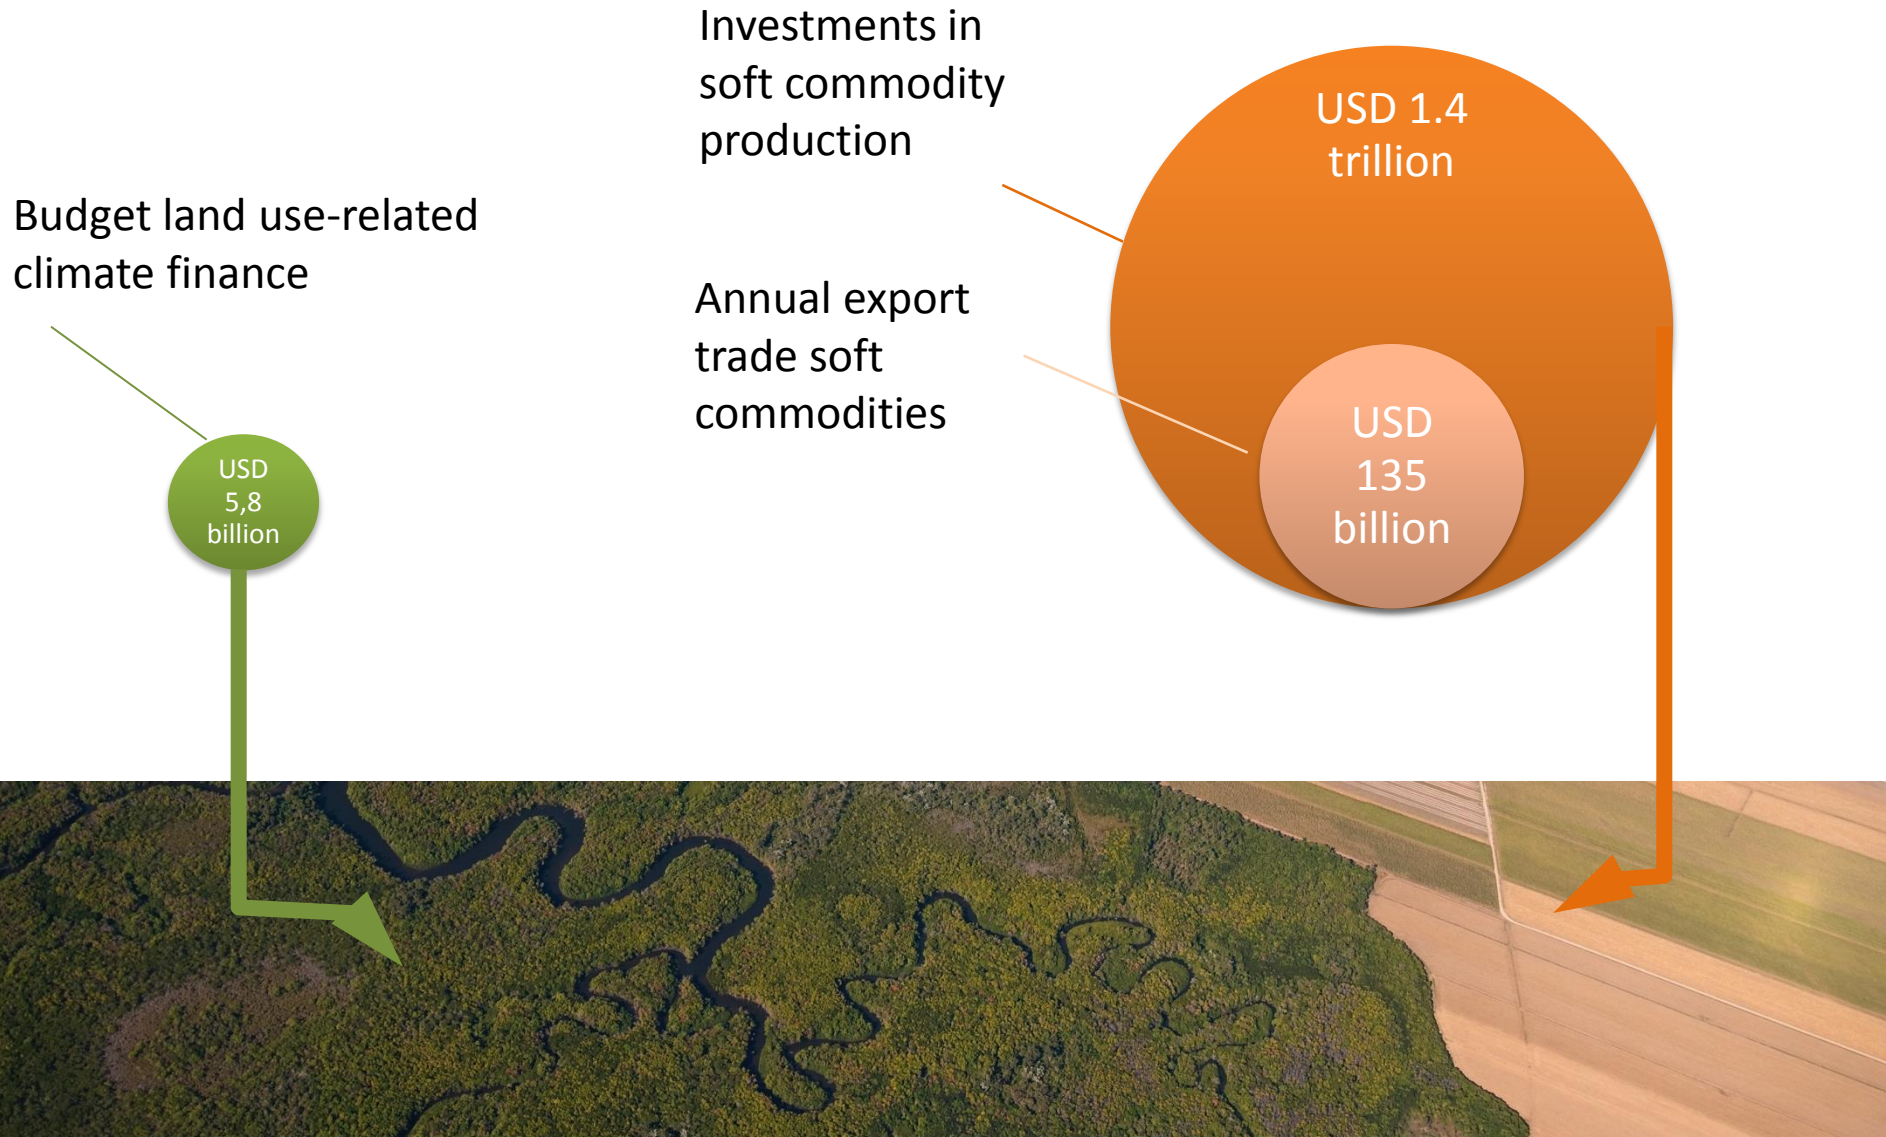 Investments in
soft commodity
production
USD 1.4
trillion
Budget land use-related
climate finance
Annual export
trade soft
commodities
USD
135
billion
USD
5,8
billion